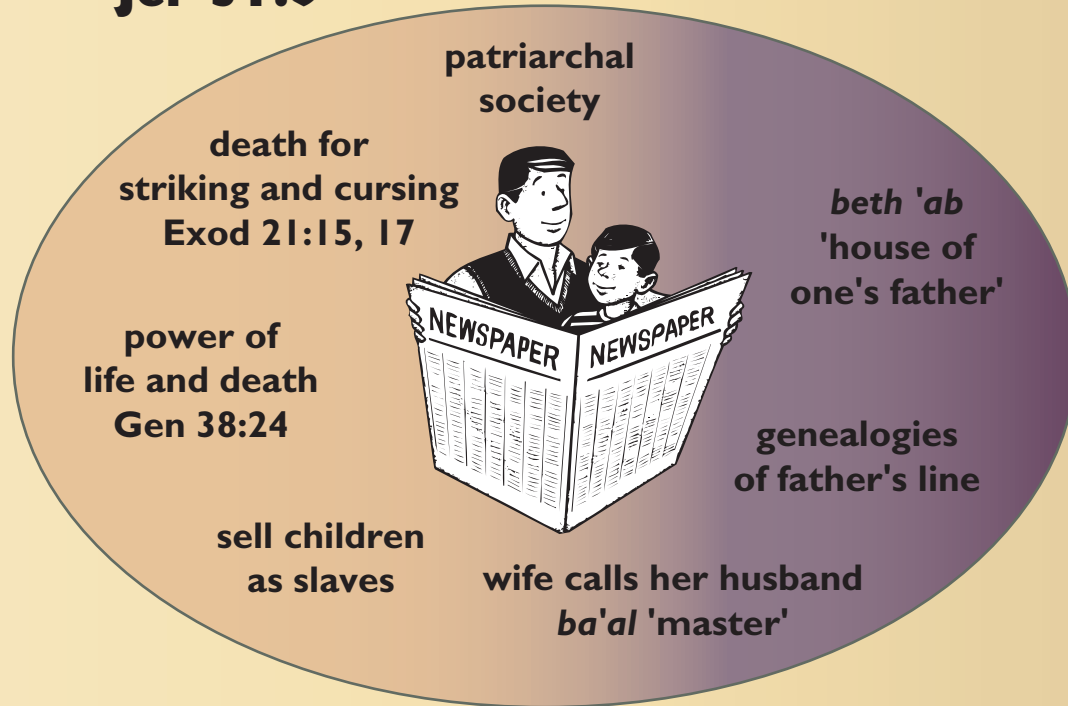 patriarchal
society
death for
striking and cursing
Exod 21:15, 17
beth 'ab
'house of
one's father'
power of
life and death
Gen 38:24
NEWSPAPER
NEWSPAPER
genealogies
of father's line
sell children
as slaves
wife calls her husband
ba'al 'master'